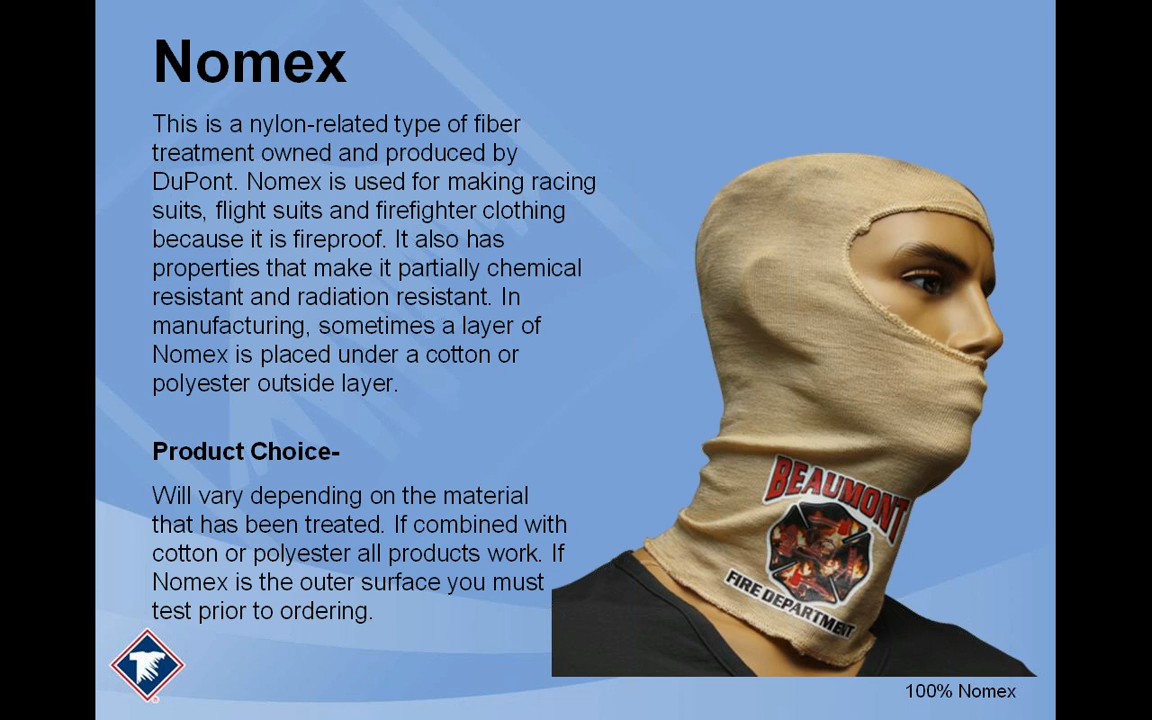 Nomex
This is a nylon-related type of fiber
treatment owned and produced by
DuPont. Nomex is used for making racing
suits, flight suits and firefighter clothing
because it is fireproof. It also has
properties that make it partially chemical
resistant and radiation resistant. In
manufacturing, sometimes a layer of
Nomex is placed under a cotton or
polyester outside layer.
Product Choice-
Will vary depending on the material
that has been treated. If combined with
cotton or polyester all products work. If
Nomex is the outer surface you must
test prior to ordering.
BEAUMONT
FIRE DEPARTMENT
100% Nomex